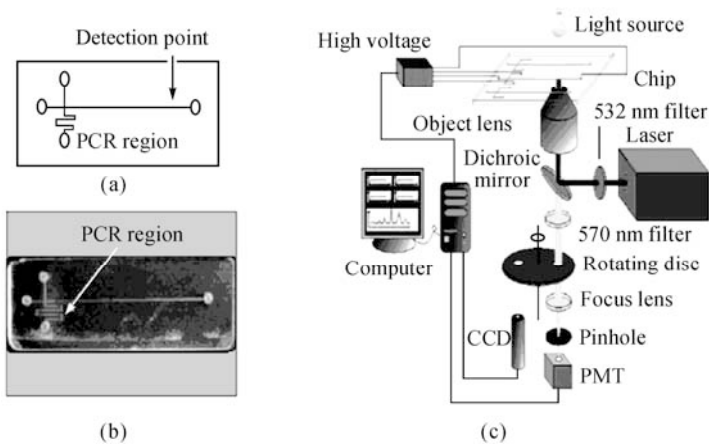 (a)
Detection point
PCR region
(b)
PCR region
(c)
Light source
High voltage
Chip
532 nm filter
Object lens
Laser
Dichroic
mirror
570 nm filter
Computer
Rotating disc
Focus lens
CCD
Pinhole
PMT